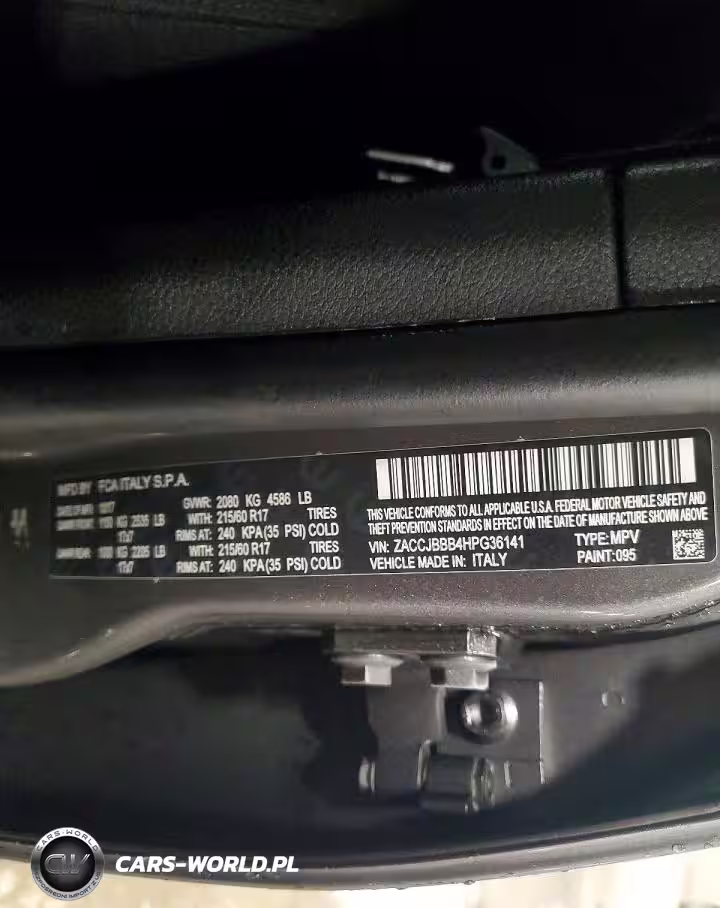 MFD BY FCA ITALY S.P.A.
GVWR: 2080 KG 4586 LB
WITH: 215/60 R17 TIRES
RIMS AT: 240 KPA(35 PSI) COLD
WITH: 215/60 R17 TIRES
RIMS AT: 240 KPA(35 PSI) COLD
THIS VEHICLE CONFORMS TO ALL APPLICABLE U.S.A. FEDERAL MOTOR VEHICLE SAFETY AND
THEFT PREVENTION STANDARDS IN EFFECT ON THE DATE OF MANUFACTURE SHOWN ABOVE
VIN: ZACCJBBB4HPG36141 TYPE: MPV
VEHICLE MADE IN: ITALY PAINT: 095
CARS-WORLD
CW
CARS-WORLD.PL